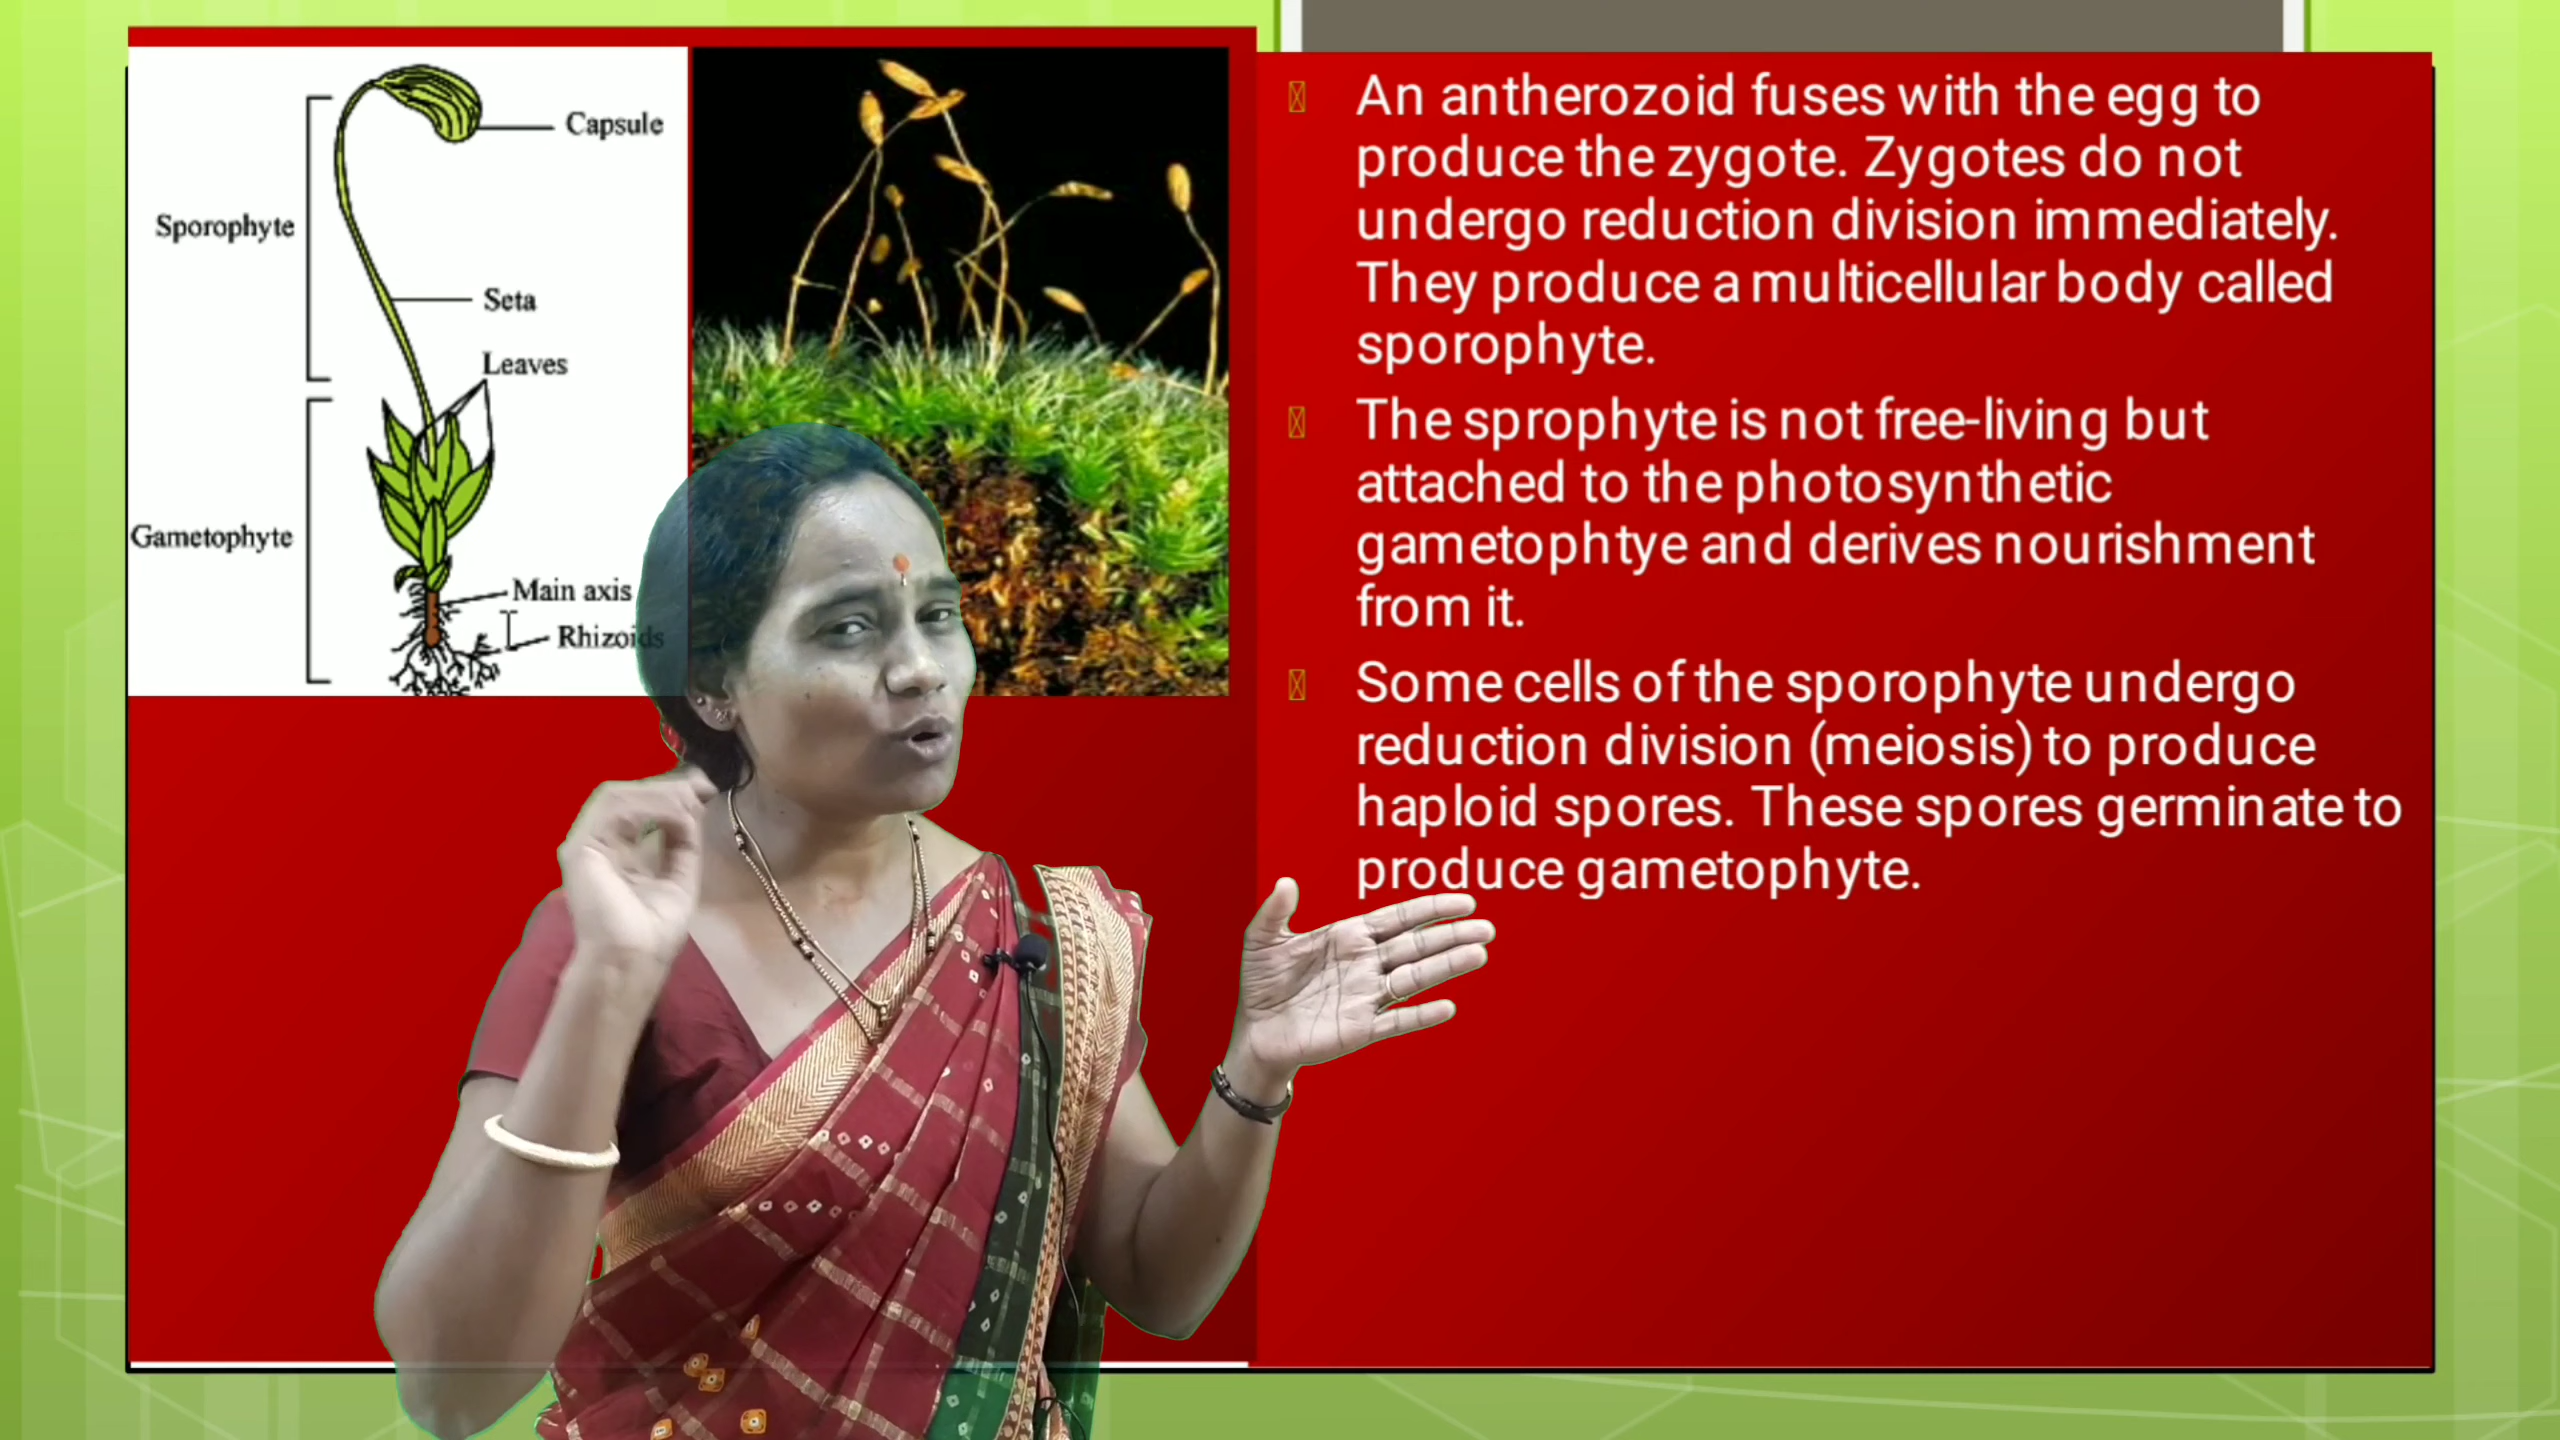 Capsule
Sporophyte
Seta
Leaves
Gametophyte
Main axis
Rhizoids
An antherozoid fuses with the egg to
produce the zygote. Zygotes do not
undergo reduction division immediately.
They produce a multicellular body called
sporophyte.
The sprophyte is not free-living but
attached to the photosynthetic
gametophtye and derives nourishment
from it.
Some cells of the sporophyte undergo
reduction division (meiosis) to produce
haploid spores. These spores germinate to
produce gametophyte.